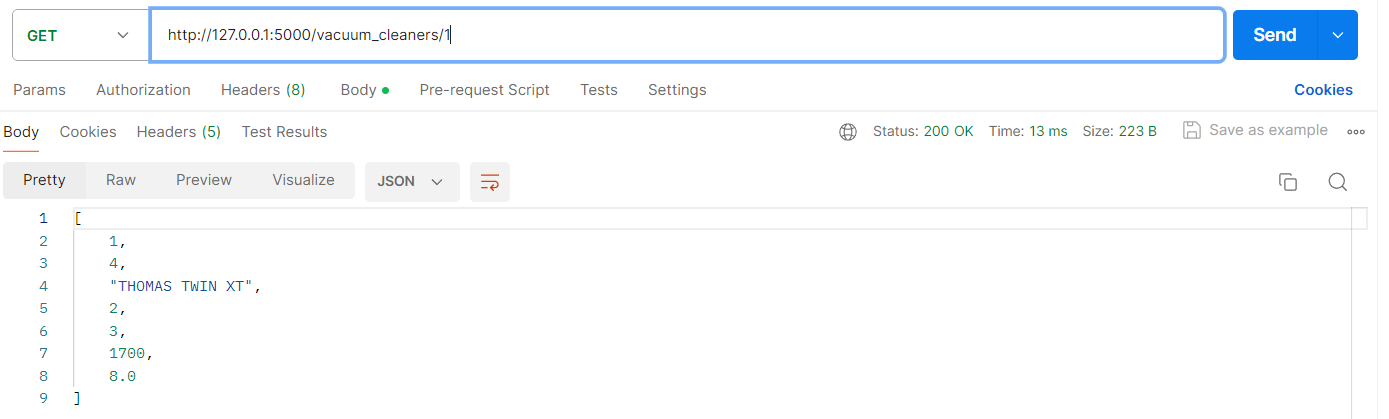 GET http://127.0.0.1:5000/vacuum_cleaners/1 Send
Params Authorization Headers (8) Body Pre-request Script Tests Settings Cookies
Body Cookies Headers (5) Test Results Status: 200 OK Time: 13 ms Size: 223 B Save as example
Pretty Raw Preview Visualize JSON
1 [
2 1,
3 4,
4 "THOMAS TWIN XT",
5 2,
6 3,
7 1700,
8 8.0
9 ]